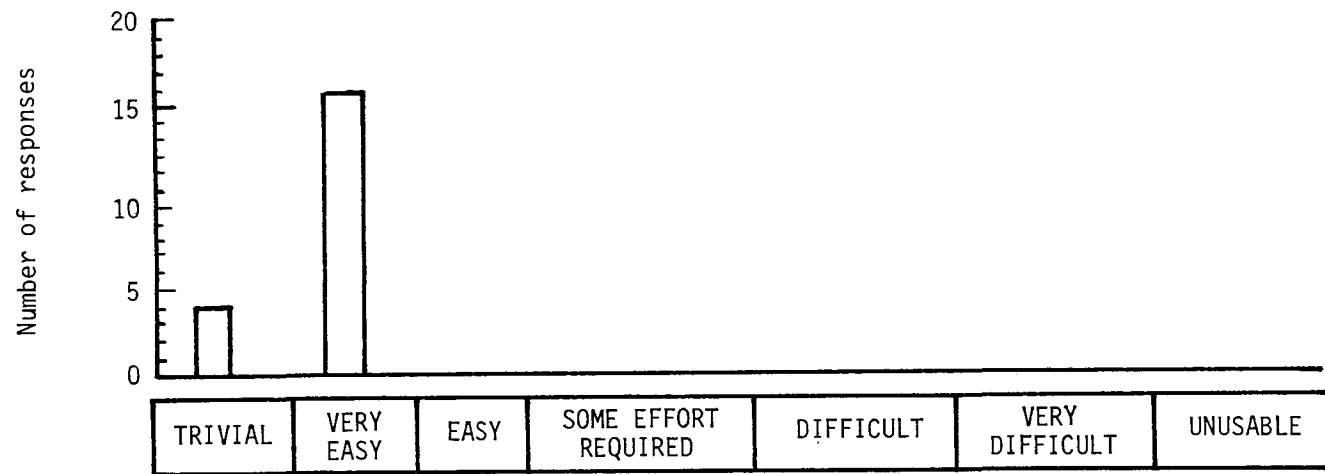 20
15
10
5
0
Number of responses
TRIVIAL
VERY
EASY
EASY
SOME EFFORT
REQUIRED
DIFFICULT
VERY
DIFFICULT
UNUSABLE